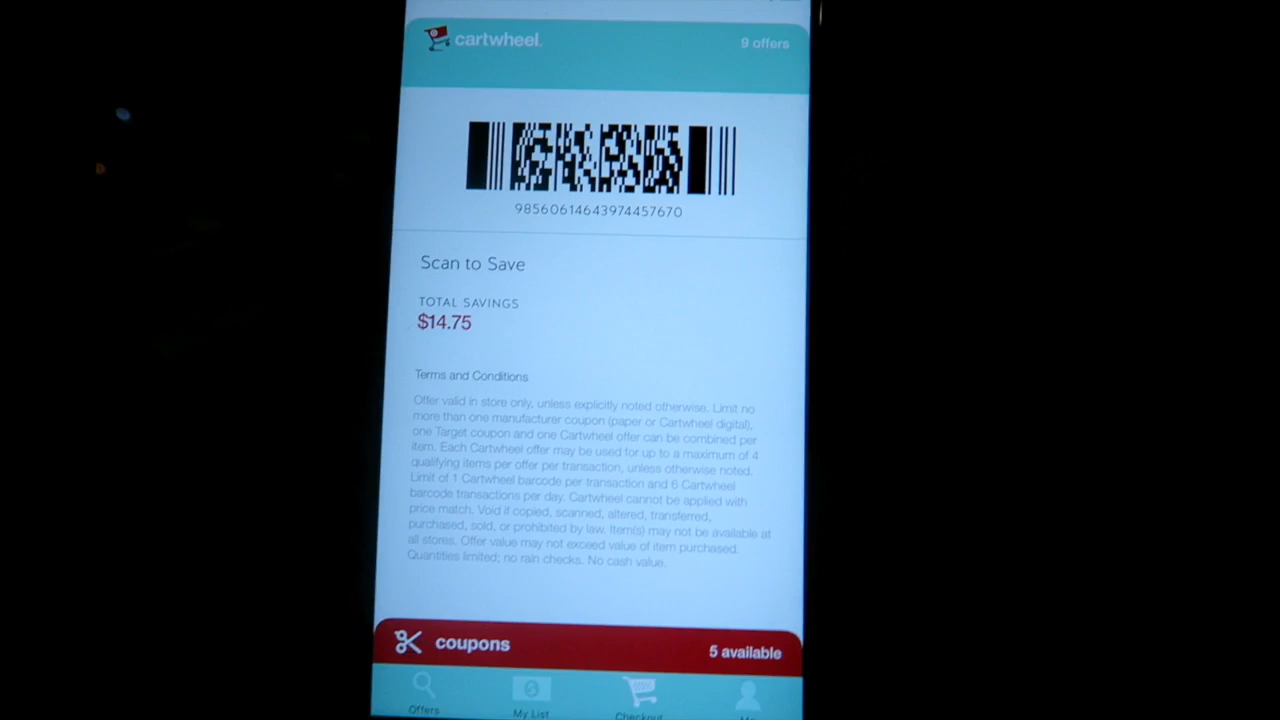 cartwheel.
9 offers
98560614643974457670
Scan to Save
TOTAL SAVINGS
$14.75
Terms and Conditions
Offer valid in store only, unless explicitly noted otherwise. Limit no
more than one manufacturer coupon (paper or Cartwheel digital),
one Target coupon and one Cartwheel offer can be combined per
item. Each Cartwheel offer may be used for up to a maximum of 4
qualifying items per offer per transaction, unless otherwise noted.
Limit of 1 Cartwheel barcode per transaction and 6 Cartwheel
barcode transactions per day. Cartwheel cannot be applied with
price match. Void if copied, scanned, altered, transferred,
purchased, sold, or prohibited by law. Item(s) may not be available at
all stores. Offer value may not exceed value of item purchased.
Quantities limited; no rain checks. No cash value.
coupons
5 available
Offers
My List
Checkout